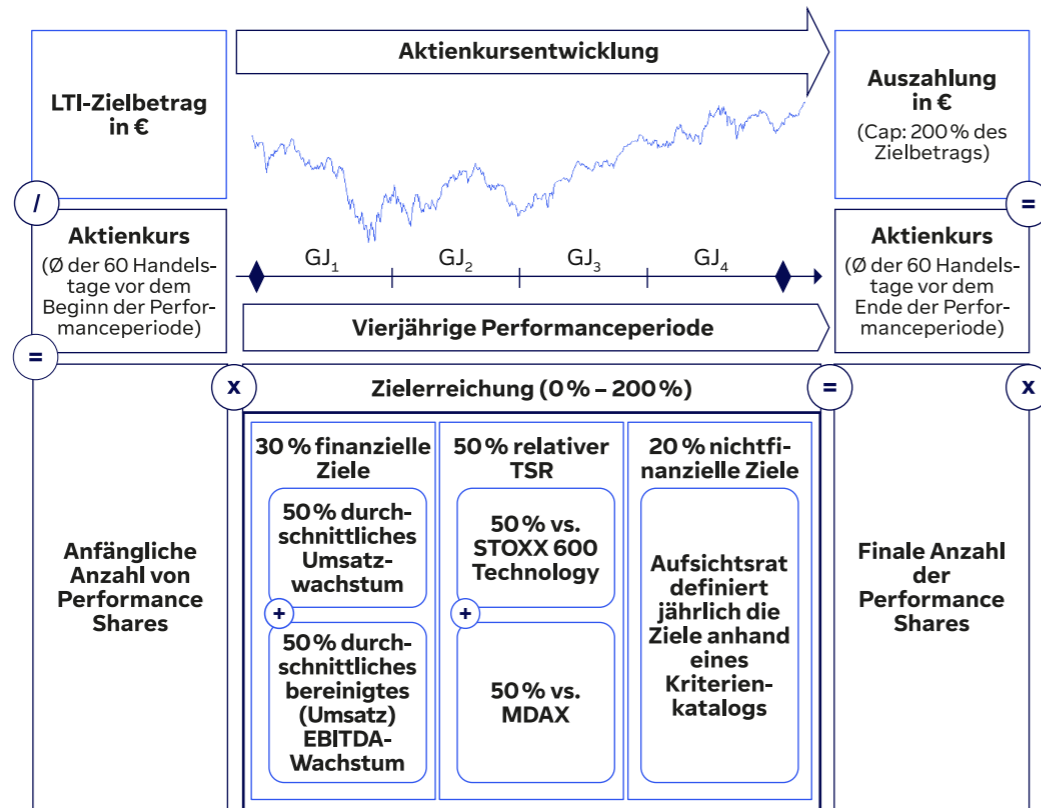 Aktienkursentwicklung
LTI-Zielbetrag
in €
Auszahlung
in €
(Cap: 200 % des
Zielbetrags)
/
=
Aktienkurs
(Ø der 60 Handels-
tage vor dem
Beginn der Perfor-
manceperiode)
GJ₁
GJ₂
GJ₃
GJ₄
Vierjährige Performanceperiode
Aktienkurs
(Ø der 60 Handels-
tage vor dem
Ende der Perfor-
manceperiode)
=
x
Zielerreichung (0 % – 200 %)
=
x
Anfängliche
Anzahl von
Performance
Shares
30 % finanzielle
Ziele
50 % durch-
schnittliches
Umsatz-
wachstum
+
50 % durch-
schnittliches
bereinigtes
(Umsatz)
EBITDA-
Wachstum
50 % relativer
TSR
50 % vs.
STOXX 600
Technology
+
50 % vs.
MDAX
20 % nichtfi-
nanzielle Ziele
Aufsichtsrat
definiert
jährlich die
Ziele anhand
eines
Kriterien-
katalogs
Finale Anzahl
der
Performance
Shares